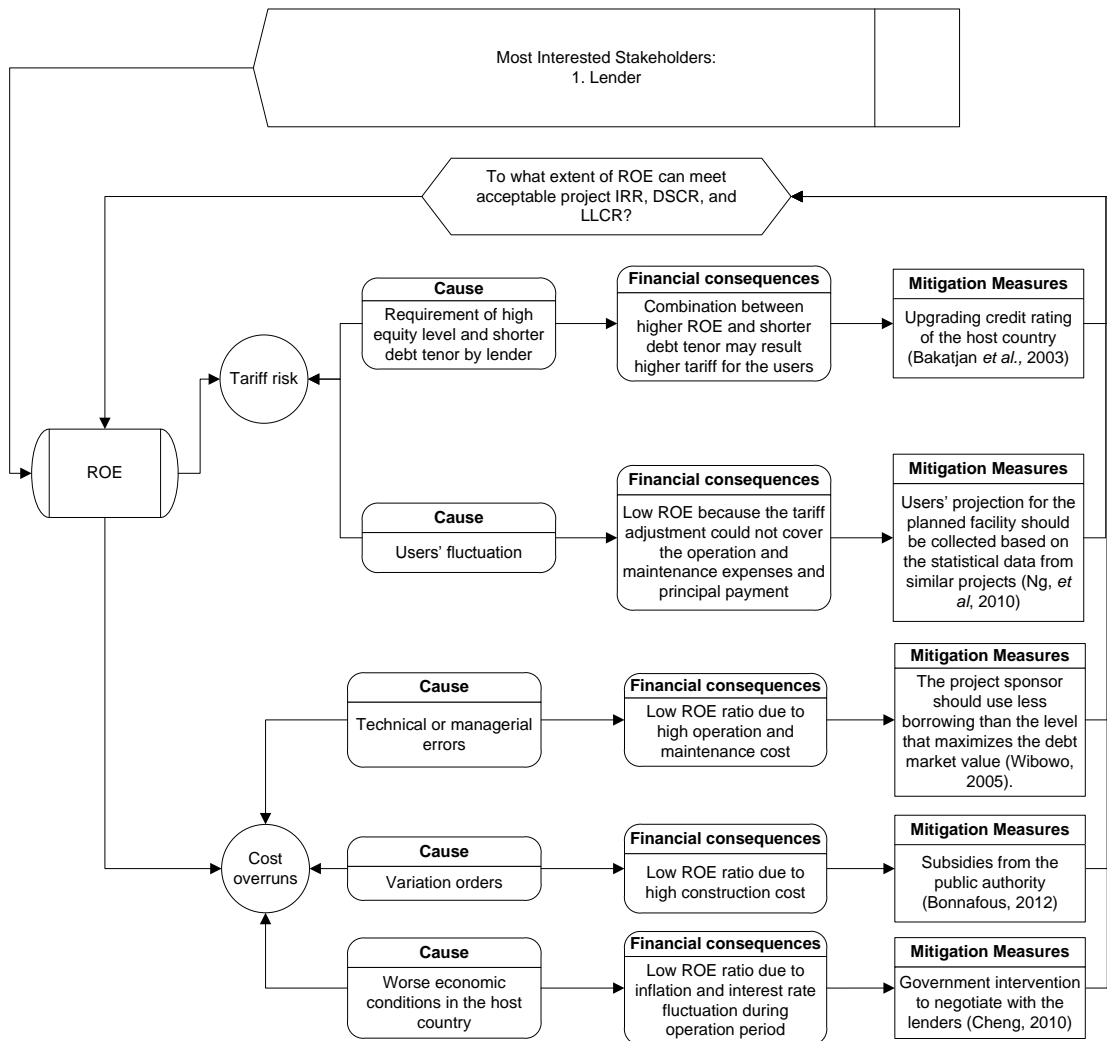 Most Interested Stakeholders:
1. Lender
To what extent of ROE can meet
acceptable project IRR, DSCR, and
LLCR?
Cause
Requirement of high
equity level and shorter
debt tenor by lender
Financial consequences
Combination between
higher ROE and shorter
debt tenor may result
higher tariff for the users
Mitigation Measures
Upgrading credit rating
of the host country
(Bakatjan et al., 2003)
Tariff risk
ROE
Cause
Users' fluctuation
Financial consequences
Low ROE because the tariff
adjustment could not cover
the operation and
maintenance expenses and
principal payment
Mitigation Measures
Users' projection for the
planned facility should
be collected based on
the statistical data from
similar projects (Ng, et
al, 2010)
Cause
Technical or managerial
errors
Financial consequences
Low ROE ratio due to
high operation and
maintenance cost
Mitigation Measures
The project sponsor
should use less
borrowing than the level
that maximizes the debt
market value (Wibowo,
2005).
Cost
overruns
Cause
Variation orders
Financial consequences
Low ROE ratio due to
high construction cost
Mitigation Measures
Subsidies from the
public authority
(Bonnafous, 2012)
Cause
Worse economic
conditions in the host
country
Financial consequences
Low ROE ratio due to
inflation and interest rate
fluctuation during
operation period
Mitigation Measures
Government intervention
to negotiate with the
lenders (Cheng, 2010)